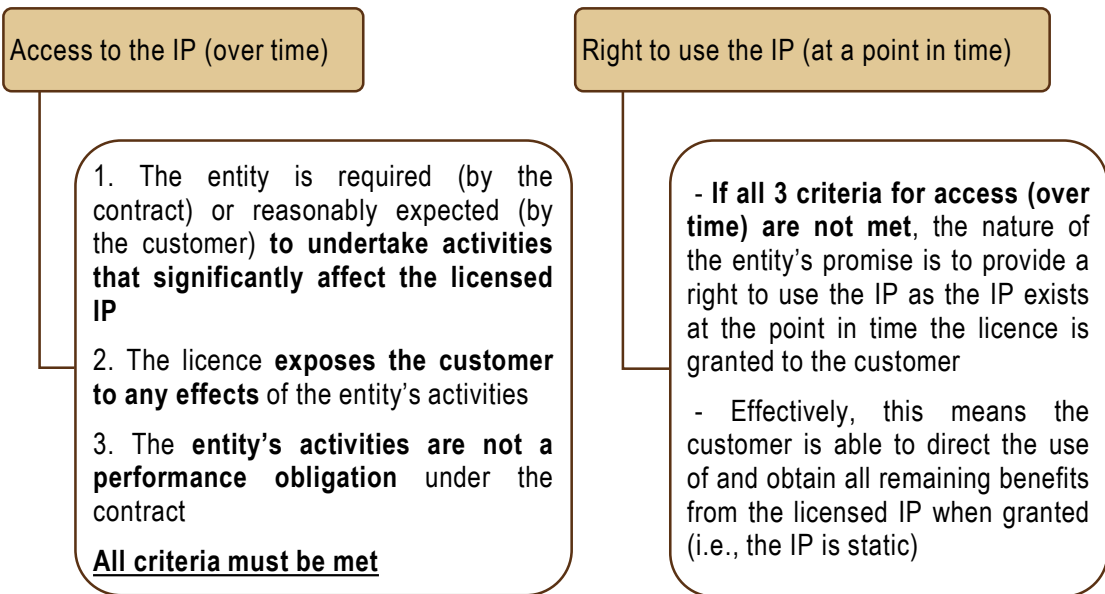 Access to the IP (over time)
1. The entity is required (by the
contract) or reasonably expected (by
the customer) to undertake activities
that significantly affect the licensed
IP
2. The licence exposes the customer
to any effects of the entity’s activities
3. The entity’s activities are not a
performance obligation under the
contract
All criteria must be met
Right to use the IP (at a point in time)
- If all 3 criteria for access (over
time) are not met, the nature of
the entity’s promise is to provide a
right to use the IP as the IP exists
at the point in time the licence is
granted to the customer
- Effectively, this means the
customer is able to direct the use
of and obtain all remaining benefits
from the licensed IP when granted
(i.e., the IP is static)